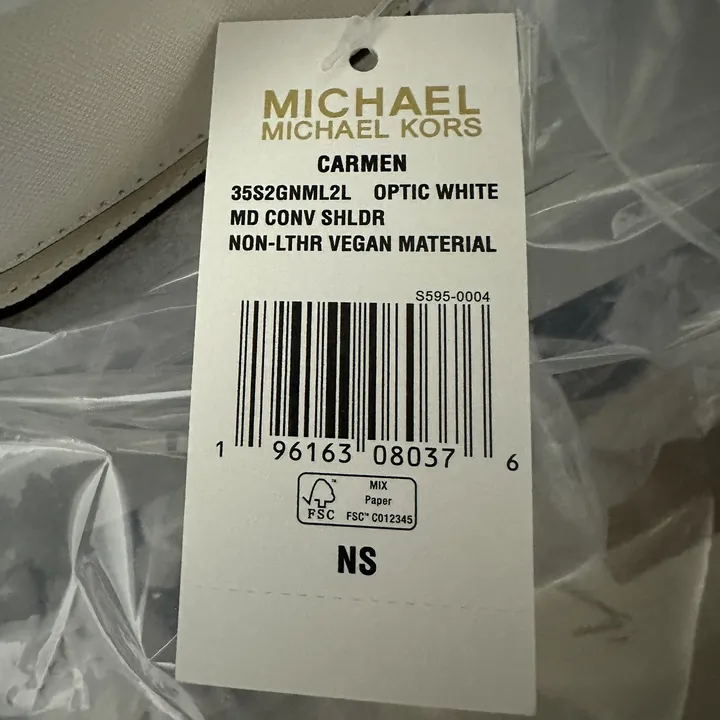 MICHAEL
MICHAEL KORS
CARMEN
35S2GNML2L OPTIC WHITE
MD CONV SHLDR
NON-LTHR VEGAN MATERIAL
S595-0004
1 96163 08037 6
FSC
MIX
Paper
FSC™ C012345
NS